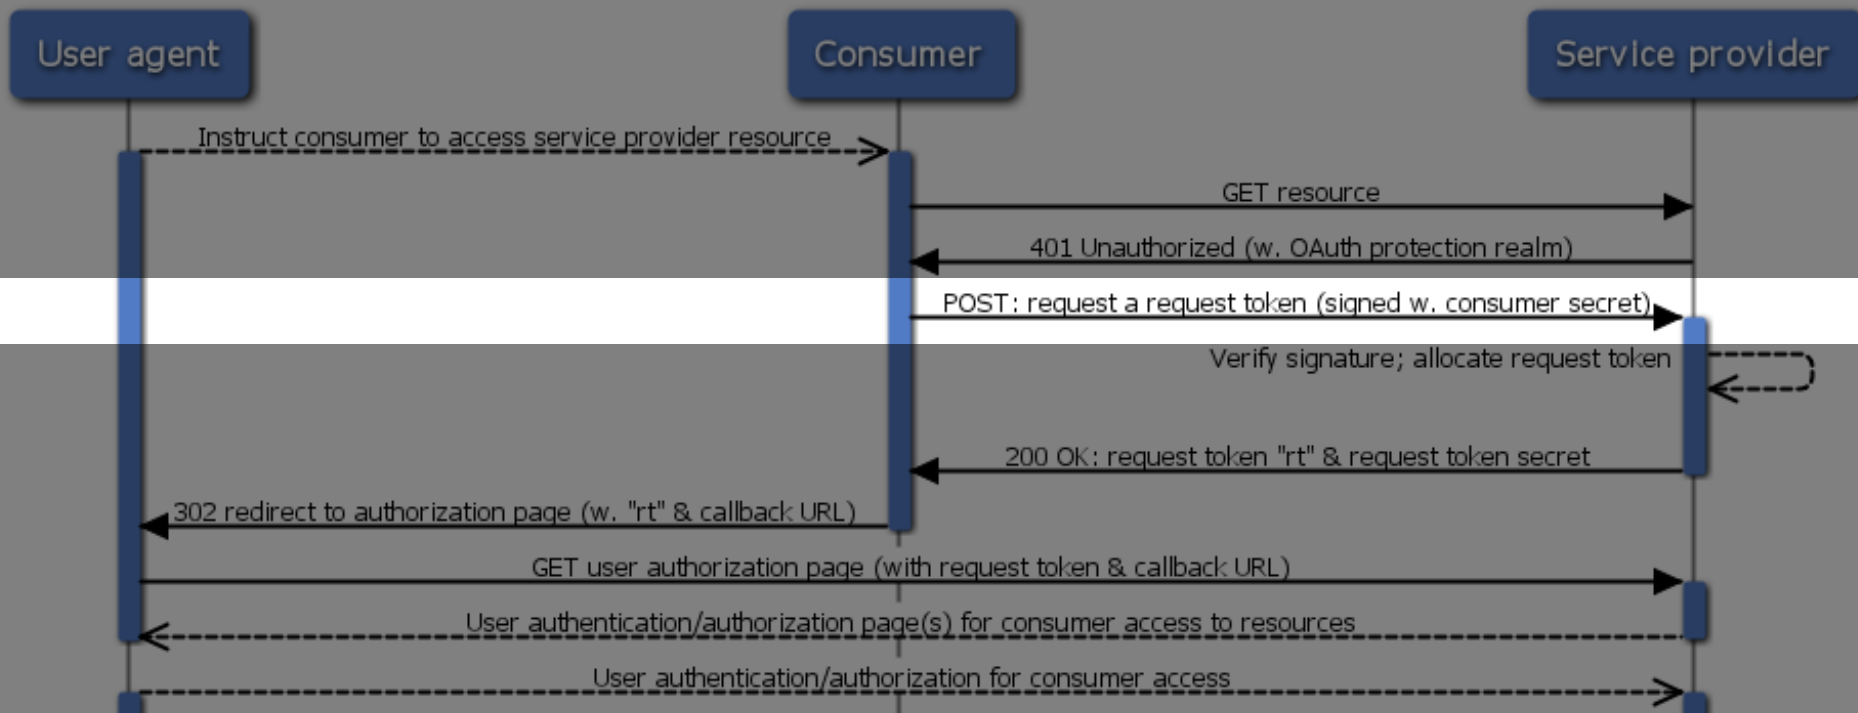 User agent
Consumer
Service provider
Instruct consumer to access service provider resource
GET resource
401 Unauthorized (w. OAuth protection realm)
POST: request a request token (signed w. consumer secret)
Verify signature; allocate request token
200 OK: request token "rt" & request token secret
302 redirect to authorization page (w. "rt" & callback URL)
GET user authorization page (with request token & callback URL)
User authentication/authorization page(s) for consumer access to resources
User authentication/authorization for consumer access